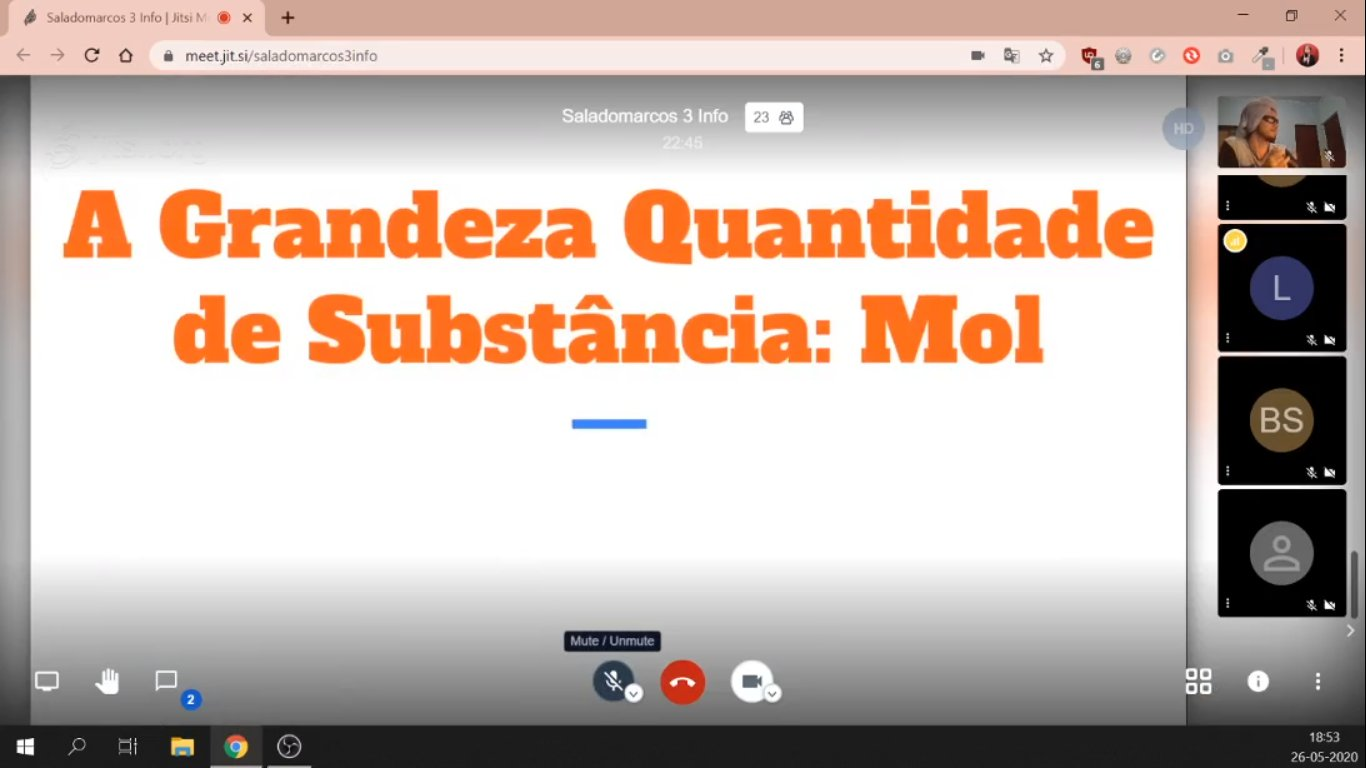 Saladomarcos 3 Info | Jitsi M
meet.jit.si/saladomarcos3info
6
Saladomarcos 3 Info
23
22:45
HD
A Grandeza Quantidade
de Substância: Mol
L
BS
Mute / Unmute
2
18:53
26-05-2020